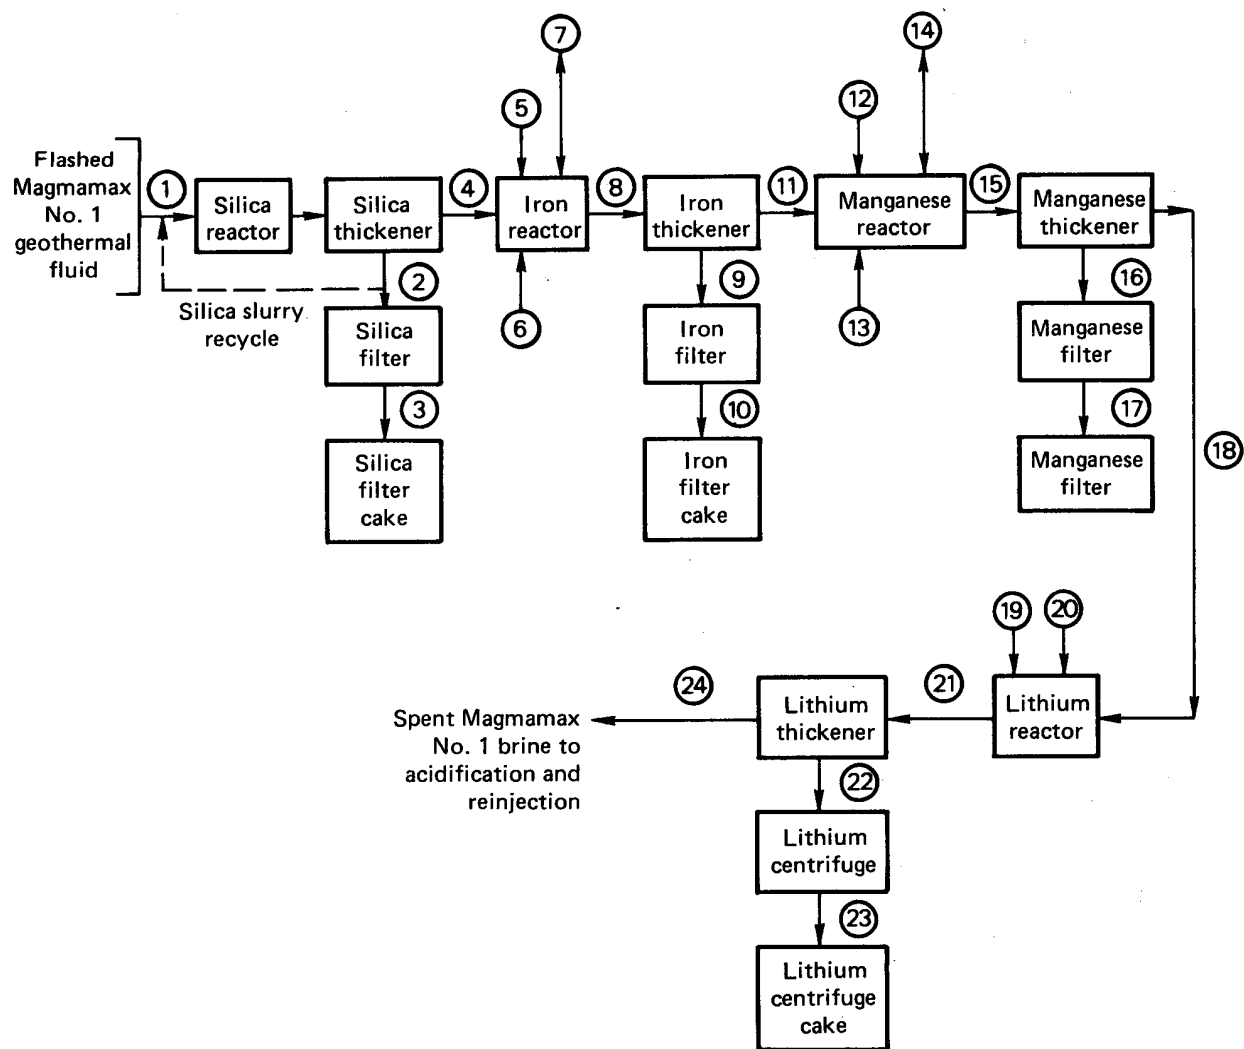 7
14
5
12
Flashed
Magmamax
No. 1
geothermal
fluid
1
Silica
reactor
Silica
thickener
4
Iron
reactor
8
Iron
thickener
11
Manganese
reactor
15
Manganese
thickener
2
Silica slurry
recycle
6
9
13
16
Silica
filter
Iron
filter
Manganese
filter
3
10
17
18
Silica
filter
cake
Iron
filter
cake
Manganese
filter
19
20
24
21
Spent Magmamax
No. 1 brine to
acidification and
reinjection
Lithium
thickener
Lithium
reactor
22
Lithium
centrifuge
23
Lithium
centrifuge
cake